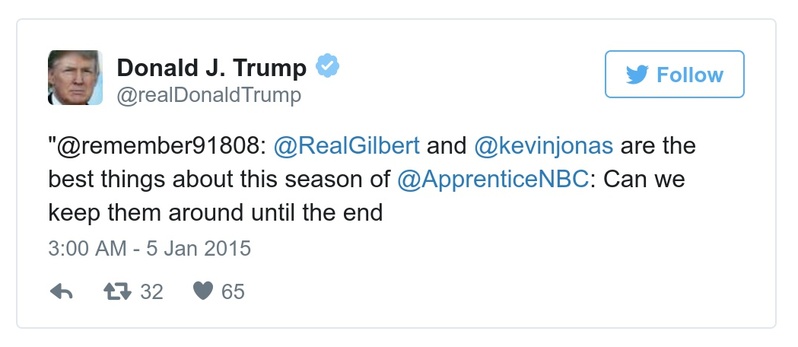 Donald J. Trump
@realDonaldTrump
Follow
"@remember91808: @RealGilbert and @kevinjonas are the
best things about this season of @ApprenticeNBC: Can we
keep them around until the end
3:00 AM - 5 Jan 2015
32 65